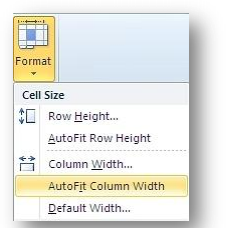 Format
Cell Size
Row Height...
AutoFit Row Height
Column Width...
AutoFit Column Width
Default Width...